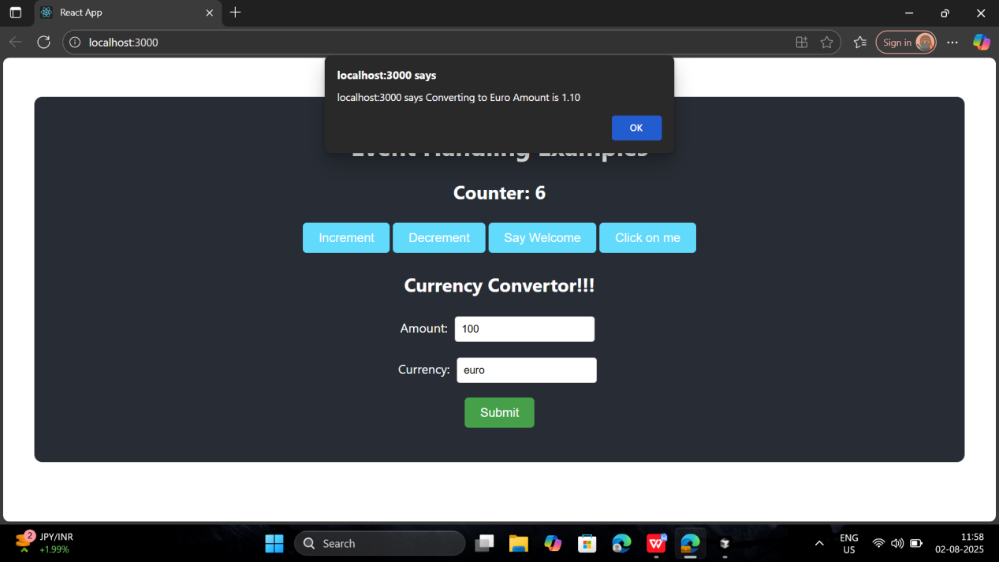 React App
localhost:3000
Sign in
localhost:3000 says
localhost:3000 says Converting to Euro Amount is 1.10
OK
Event Handling Examples
Counter: 6
Increment
Decrement
Say Welcome
Click on me
Currency Convertor!!!
Amount: 100
Currency: euro
Submit
2
JPY/INR
+1.99%
Search
W
ENG
US
11:58
02-08-2025